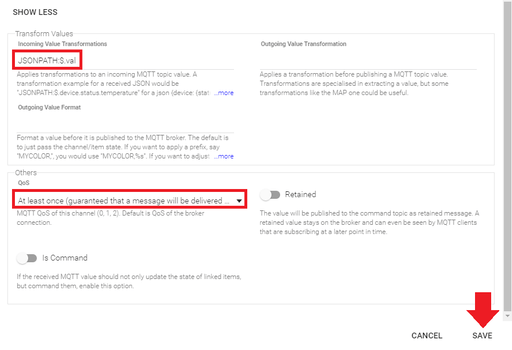 SHOW LESS
Transform Values
Incoming Value Transformations
JSONPATH:$.val
Applies transformations to an incoming MQTT topic value. A
transformation example for a received JSON would be
"JSONPATH:$.device.status.temperature" for a json {device: {stat
...more
Outgoing Value Transformation
Applies a transformation before publishing a MQTT topic value.
Transformations are specialised in extracting a value, but some
transformations like the MAP one could be useful.
Outgoing Value Format
Format a value before it is published to the MQTT broker. The default is
to just pass the channel/item state. If you want to apply a prefix, say
"MYCOLOR,", you would use "MYCOLOR,%s". If you want to adjust
...more
Others
QoS
At least once (guaranteed that a message will be delivered ...
MQTT QoS of this channel (0, 1, 2). Default is QoS of the broker
connection.
Retained
The value will be published to the command topic as retained message. A
retained value stays on the broker and can even be seen by MQTT clients
that are subscribing at a later point in time.
Is Command
If the received MQTT value should not only update the state of linked items,
but command them, enable this option.
CANCEL
SAVE